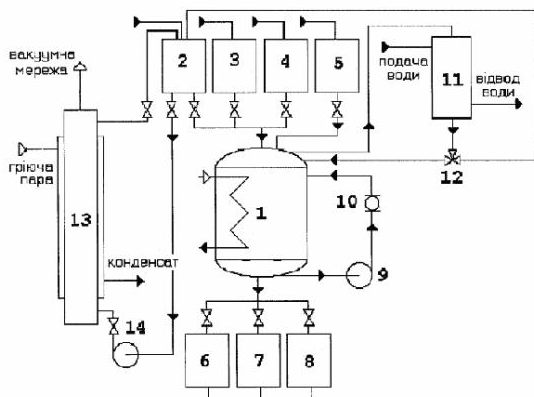 вакуумна
мережа
2
3
4
5
подача
води
11
відвод
води
гріюча
пара
12
13
1
10
конденсат
9
14
6
7
8